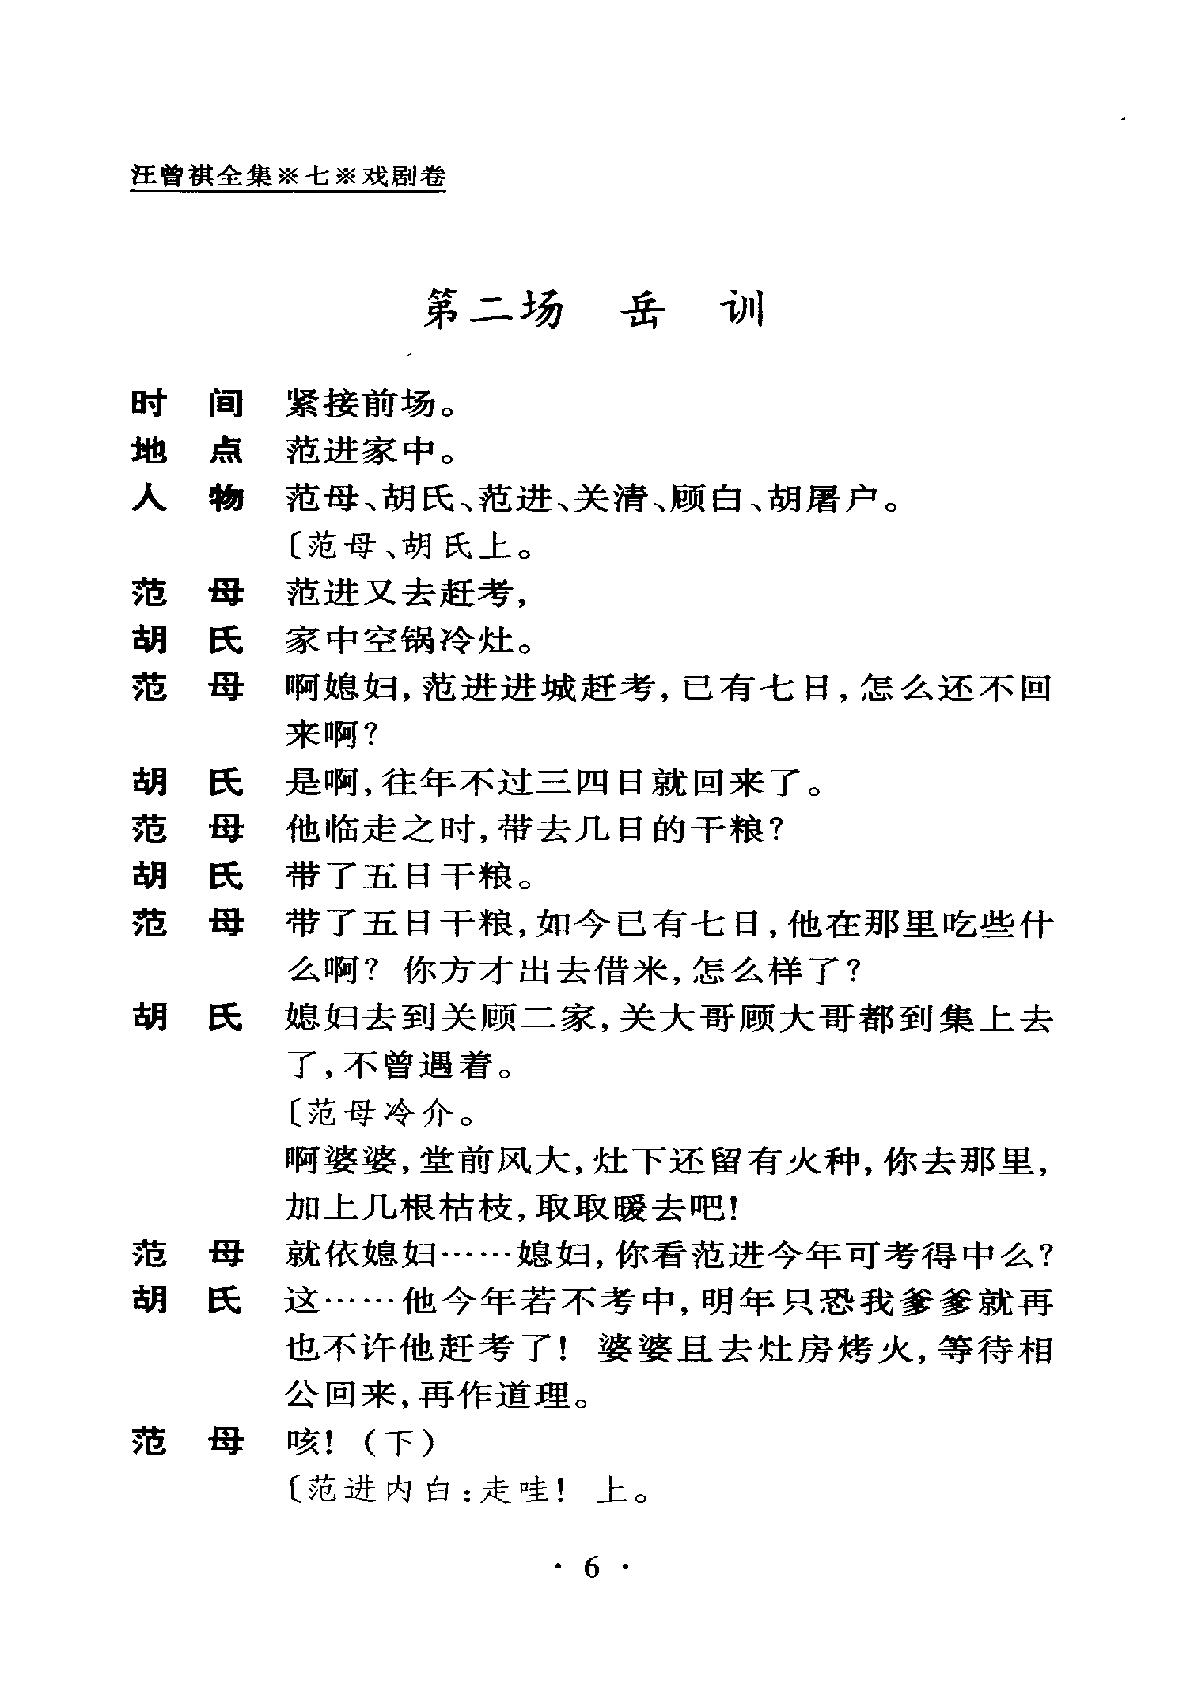 汪曾祺全集※七※戏剧卷
第二场　岳　训
时　间　紧接前场。
地　点　范进家中。
人　物　范母、胡氏、范进、关清、顾白、胡屠户。
〔范母、胡氏上。
范　母　范进又去赶考，
胡　氏　家中空锅冷灶。
范　母　啊媳妇，范进进城赶考，已有七日，怎么还不回
来啊？
胡　氏　是啊，往年不过三四日就回来了。
范　母　他临走之时，带去几日的干粮？
胡　氏　带了五日干粮。
范　母　带了五日干粮，如今已有七日，他在那里吃些什
么啊？你方才出去借米，怎么样了？
胡　氏　媳妇去到关顾二家，关大哥顾大哥都到集上去
了，不曾遇着。
〔范母冷介。
啊婆婆，堂前风大，灶下还留有火种，你去那里，
加上几根枯枝，取取暖去吧！
范　母　就依媳妇……媳妇，你看范进今年可考得中么？
胡　氏　这……他今年若不考中，明年只恐我爹爹就再
也不许他赶考了！婆婆且去灶房烤火，等待相
公回来，再作道理。
范　母　咳！（下）
〔范进内白：走哇！上。
· 6 ·